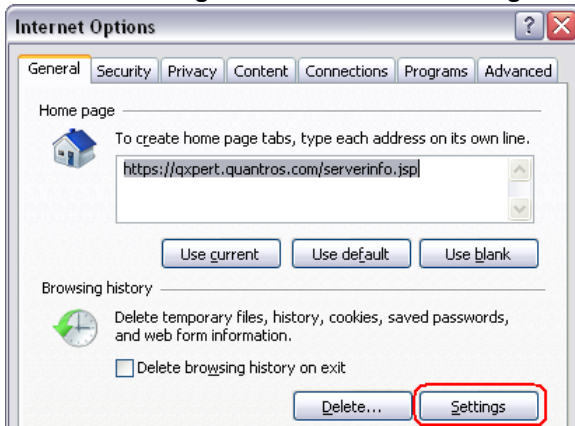 Internet Options
General Security Privacy Content Connections Programs Advanced
Home page
To create home page tabs, type each address on its own line.
https://qxpert.quantros.com/serverinfo.jsp
Use current Use default Use blank
Browsing history
Delete temporary files, history, cookies, saved passwords,
and web form information.
Delete browsing history on exit
Delete... Settings